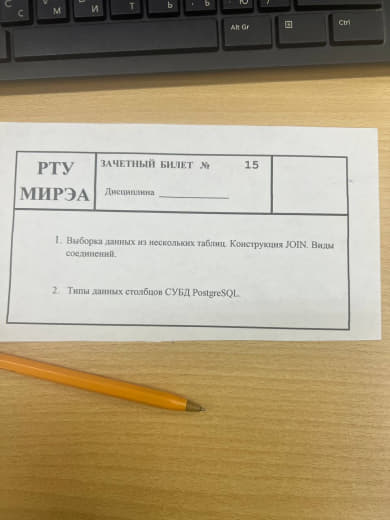 Alt Gr
Ctrl
С
М
И
Т
Ь
РТУ
МИРЭА
ЗАЧЕТНЫЙ БИЛЕТ № 15
Дисциплина
1. Выборка данных из нескольких таблиц. Конструкция JOIN. Виды
соединений.
2. Типы данных столбцов СУБД PostgreSQL.